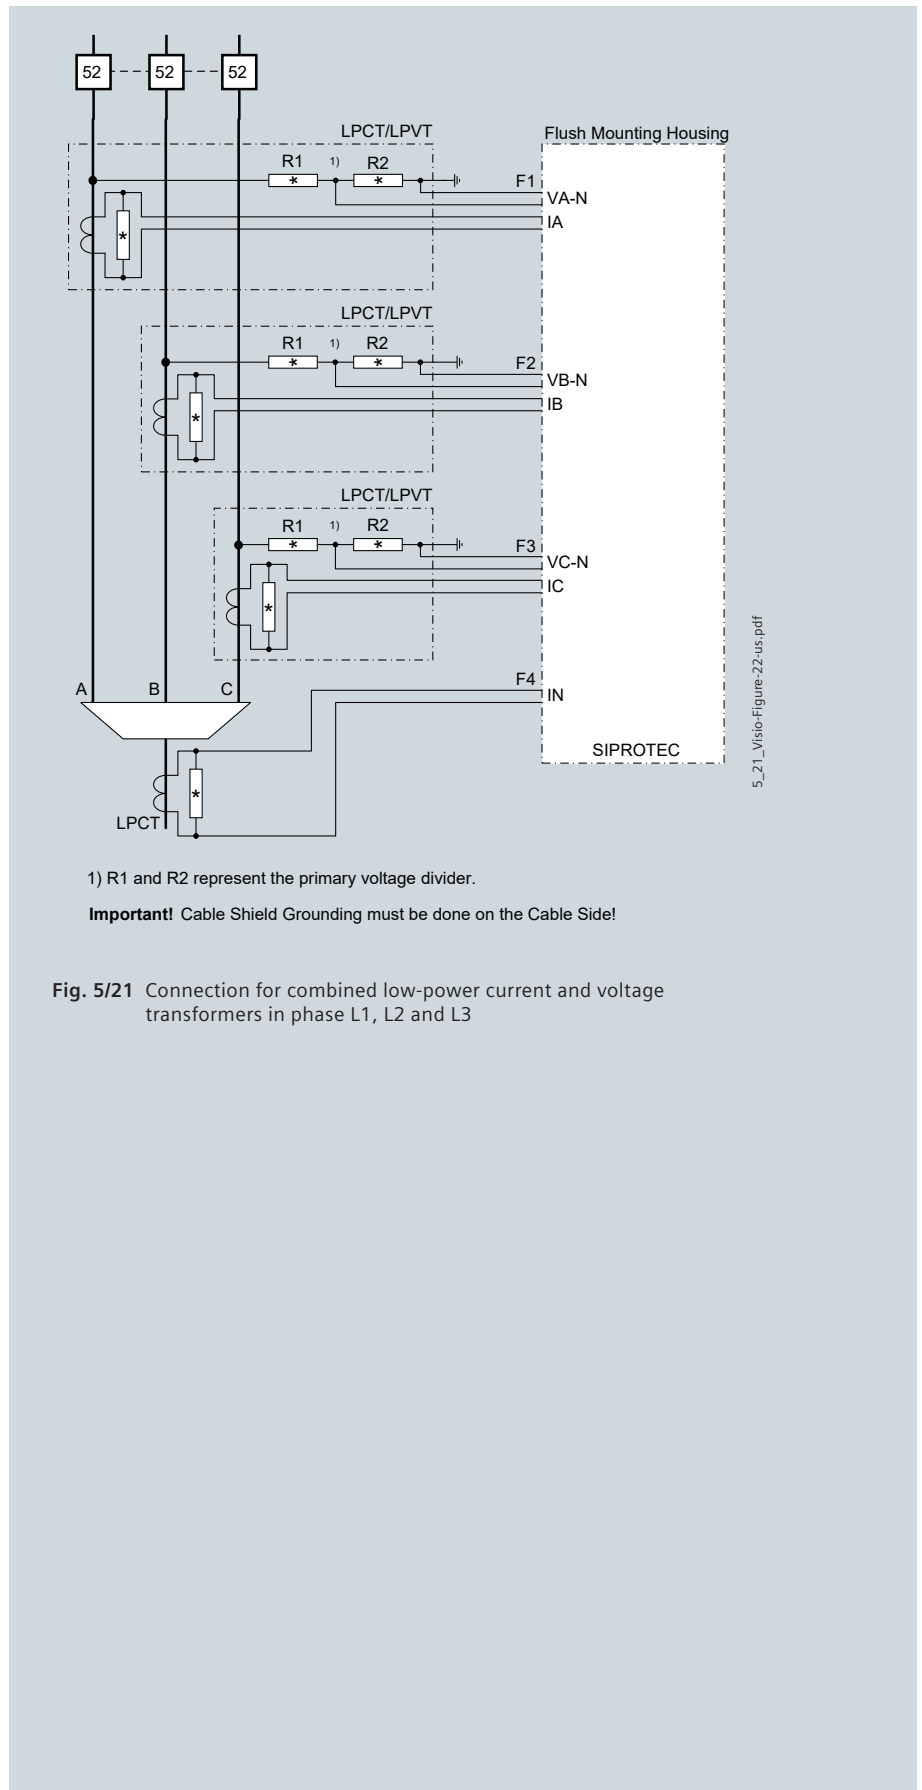 52 52 52
LPCT/LPVT
Flush Mounting Housing
R1 1) R2
F1
VA-N
IA
*
*
*
LPCT/LPVT
R1 1) R2
F2
VB-N
IB
*
*
*
LPCT/LPVT
R1 1) R2
F3
VC-N
IC
*
*
*
A B C
F4
IN
SIPROTEC
*
LPCT
5_21_Visio-Figure-22-us.pdf
1) R1 and R2 represent the primary voltage divider.
Important! Cable Shield Grounding must be done on the Cable Side!
Fig. 5/21 Connection for combined low-power current and voltage
transformers in phase L1, L2 and L3